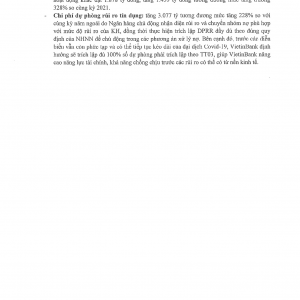 328% so cùng kỳ 2021.
- Chi phí dự phòng rủi ro tín dụng: tăng 3.077 tỷ tương đương mức tăng 228% so với
cùng kỳ năm ngoái do Ngân hàng chủ động nhận diện rủi ro và chuyển nhóm nợ phù hợp
với mức độ rủi ro của KH, đồng thời thực hiện trích lập DPRR đầy đủ theo đúng quy
định của NHNN để chủ động trong các phương án xử lý nợ. Bên cạnh đó, trước các diễn
biến vẫn còn phức tạp và có thể tiếp tục kéo dài của đại dịch Covid-19, VietinBank định
hướng sẽ trích lập đủ 100% số dự phòng phải trích lập theo TT03, giúp VietinBank nâng
cao năng lực tài chính, khả năng chống chịu trước các rủi ro có thể có từ nền kinh tế.